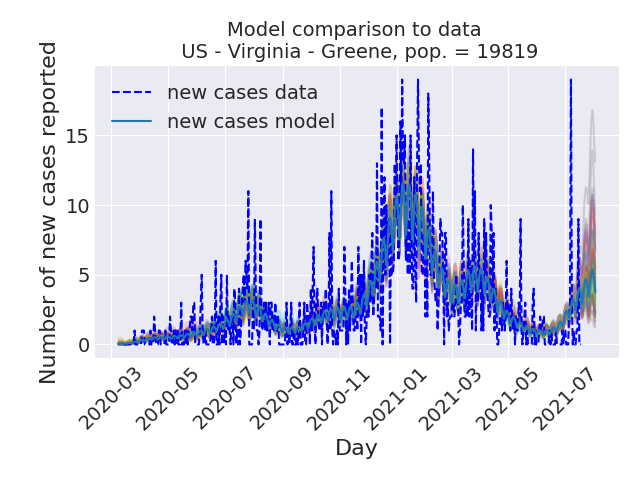 Model comparison to data
US - Virginia - Greene, pop. = 19819
new cases data
new cases model
Number of new cases reported
15
10
5
0
2020-03
2020-05
2020-07
2020-09
2020-11
2021-01
2021-03
2021-05
2021-07
Day